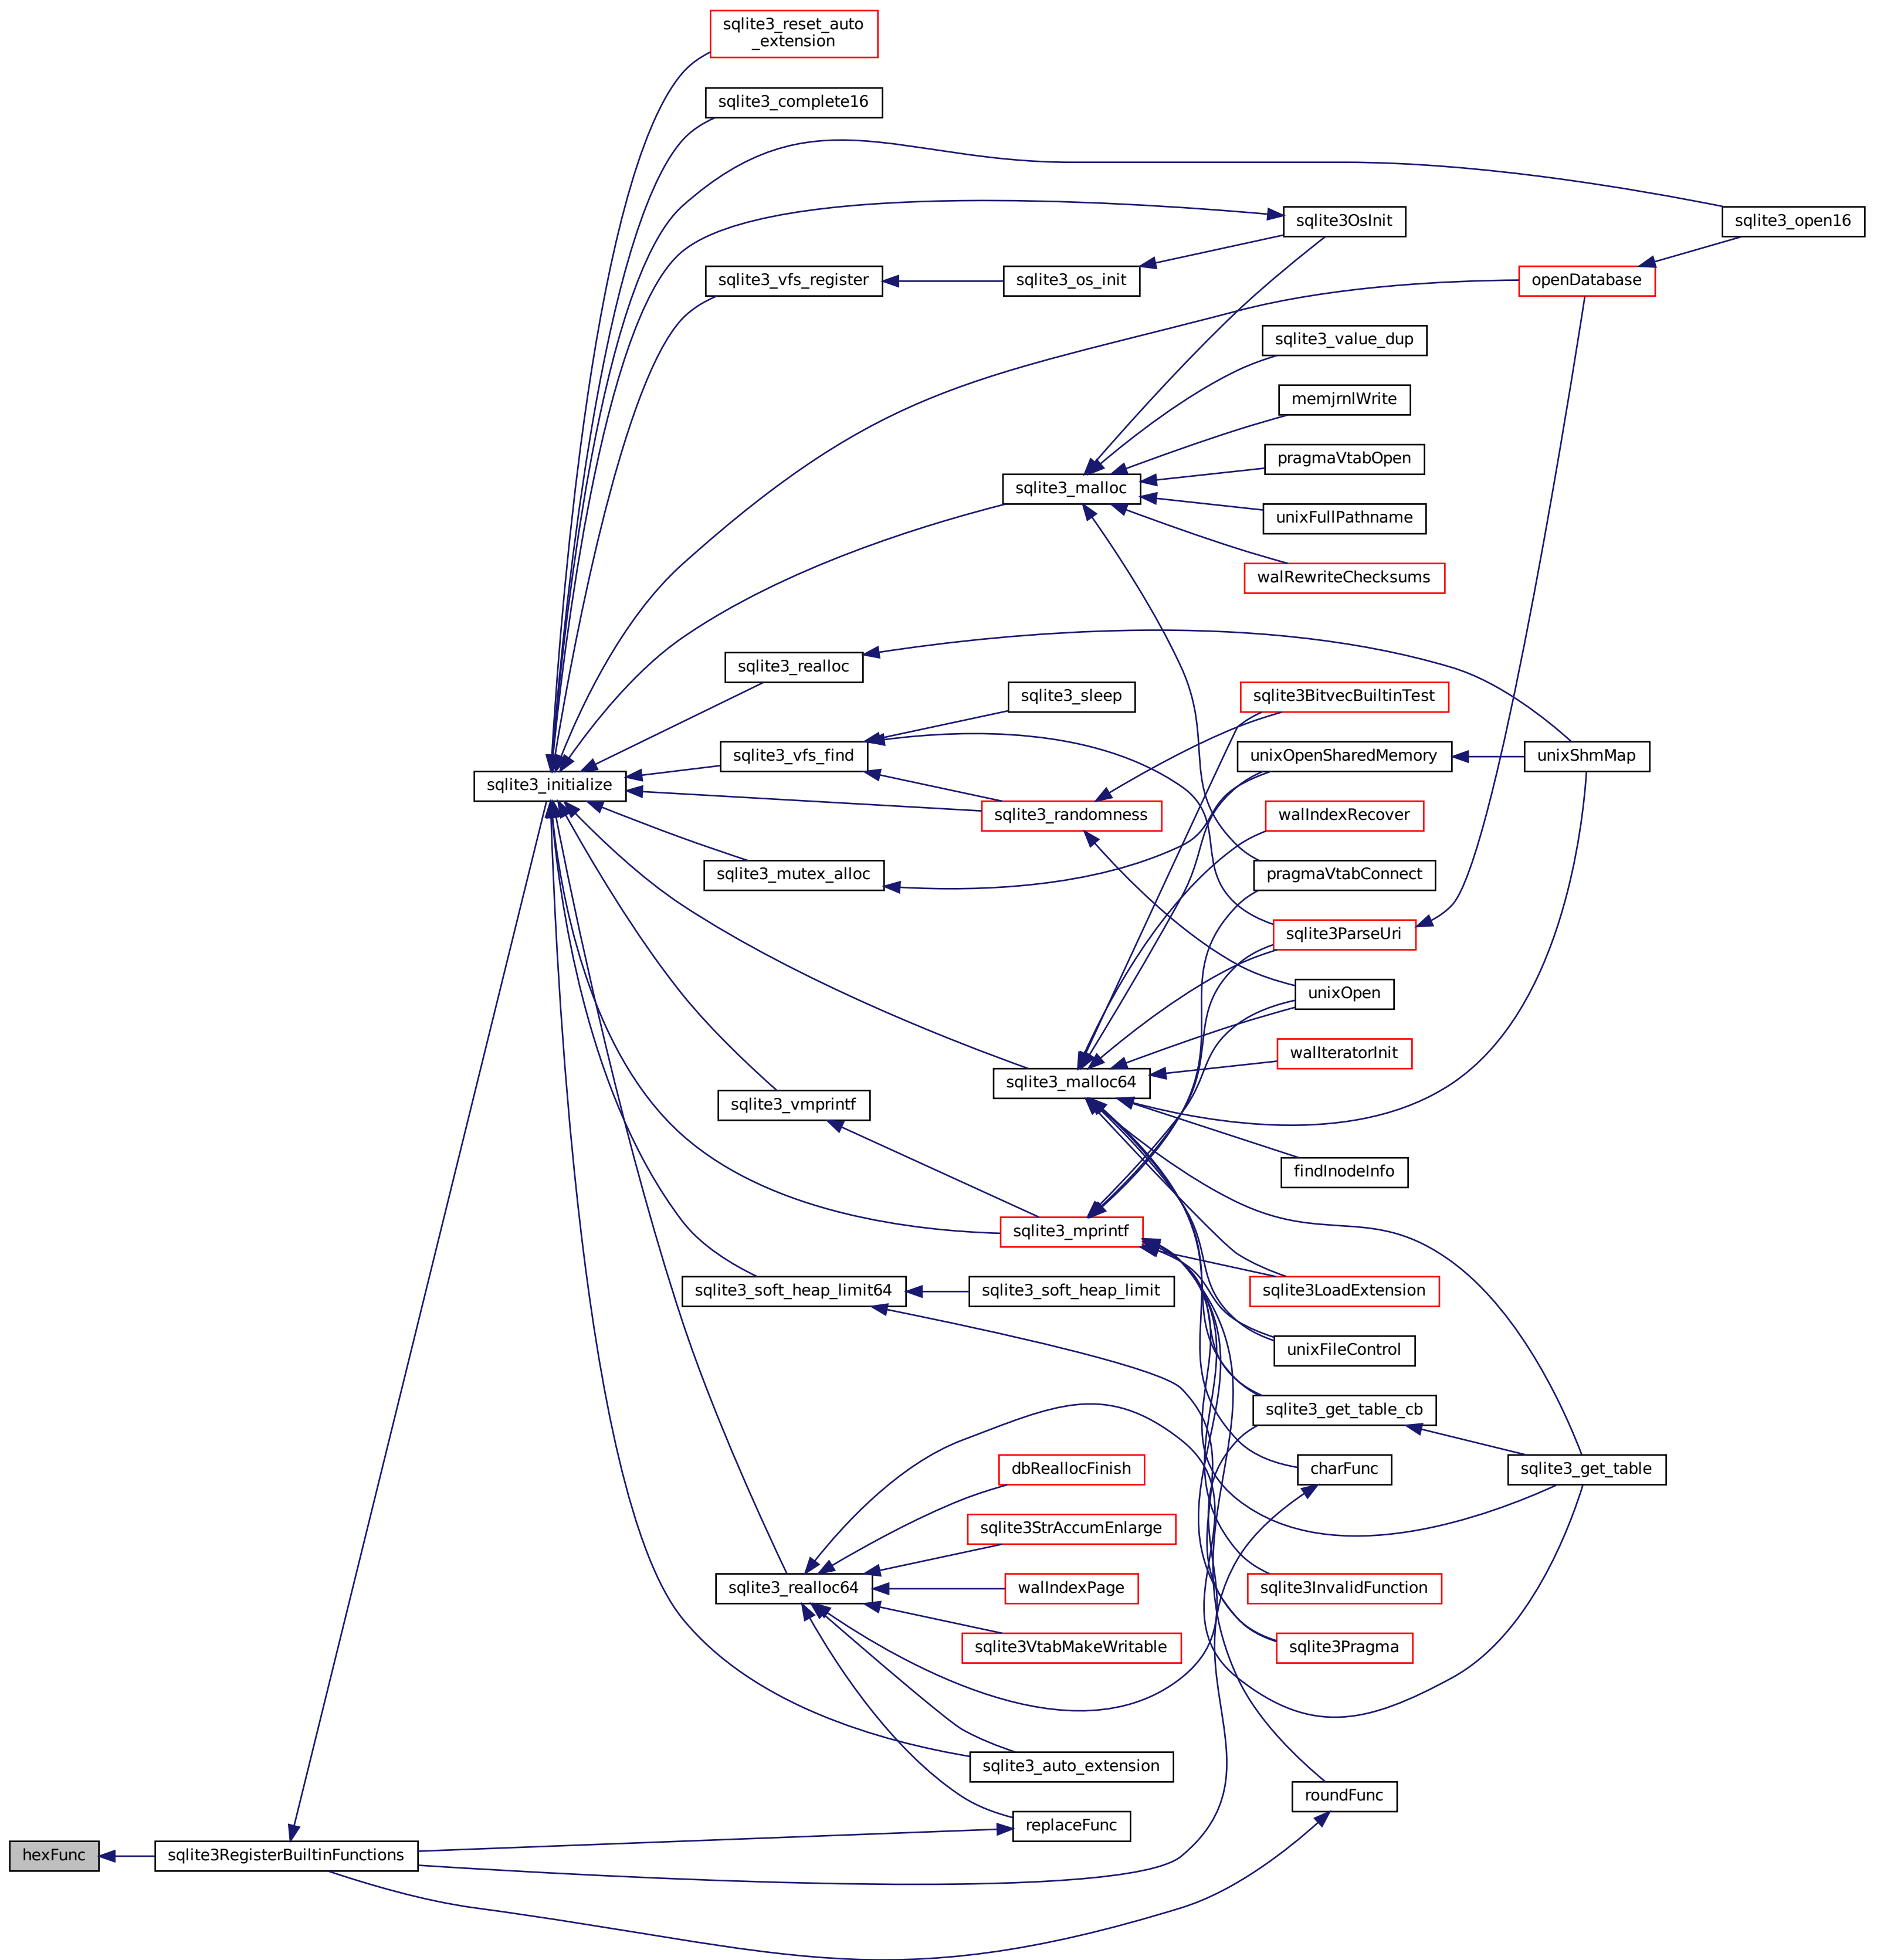 sqlite3_reset_auto
_extension
sqlite3_complete16
sqlite3OsInit
sqlite3_open16
sqlite3_vfs_register
sqlite3_os_init
openDatabase
sqlite3_value_dup
memjrnlWrite
pragmaVtabOpen
sqlite3_malloc
unixFullPathname
walRewriteChecksums
sqlite3_realloc
sqlite3_sleep
sqlite3BitvecBuiltinTest
sqlite3_vfs_find
unixOpenSharedMemory
unixShmMap
sqlite3_initialize
sqlite3_randomness
walIndexRecover
sqlite3_mutex_alloc
pragmaVtabConnect
sqlite3ParseUri
unixOpen
walIteratorInit
sqlite3_malloc64
sqlite3_vmprintf
findInodeInfo
sqlite3_mprintf
sqlite3_soft_heap_limit64
sqlite3_soft_heap_limit
sqlite3LoadExtension
unixFileControl
sqlite3_get_table_cb
dbReallocFinish
charFunc
sqlite3_get_table
sqlite3StrAccumEnlarge
sqlite3_realloc64
walIndexPage
sqlite3InvalidFunction
sqlite3VtabMakeWritable
sqlite3Pragma
sqlite3_auto_extension
roundFunc
replaceFunc
hexFunc
sqlite3RegisterBuiltinFunctions